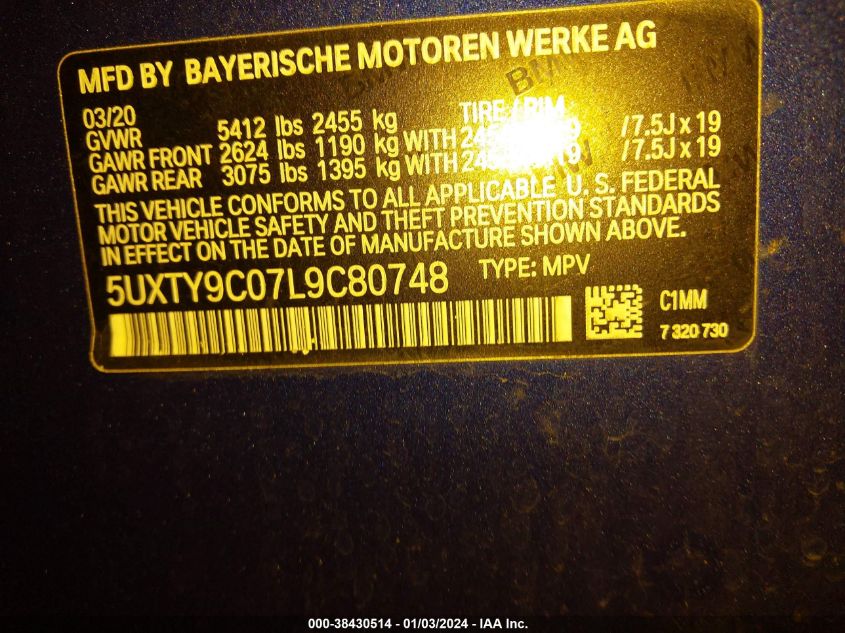 MFD BY BAYERISCHE MOTOREN WERKE AG
03/20 TIRE / RIM
GVWR 5412 lbs 2455 kg
GAWR FRONT 2624 lbs 1190 kg WITH /7.5J x 19
GAWR REAR 3075 lbs 1395 kg WITH /7.5J x 19
THIS VEHICLE CONFORMS TO ALL APPLICABLE U. S. FEDERAL
MOTOR VEHICLE SAFETY AND THEFT PREVENTION STANDARDS
IN EFFECT ON THE DATE OF MANUFACTURE SHOWN ABOVE.
5UXTY9C07L9C80748 TYPE: MPV
C1MM
7 320 730
000-38430514 - 01/03/2024 - IAA Inc.